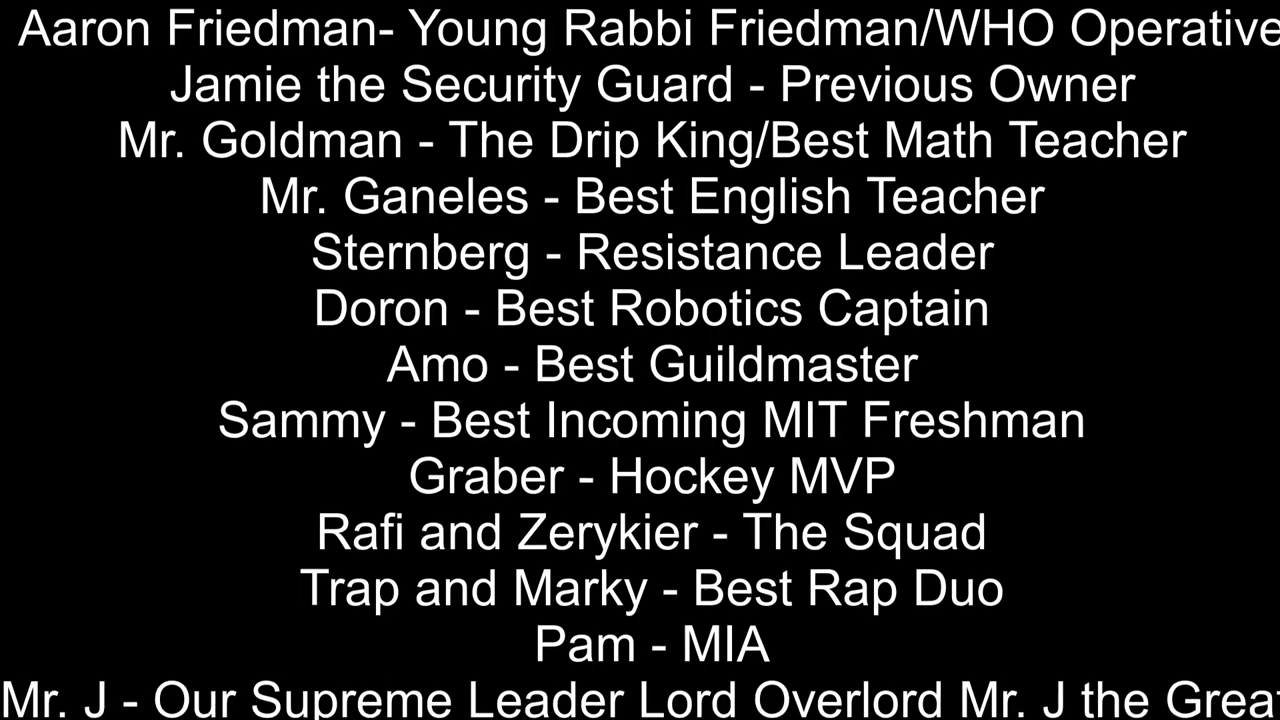 Aaron Friedman- Young Rabbi Friedman/WHO Operative
Jamie the Security Guard - Previous Owner
Mr. Goldman - The Drip King/Best Math Teacher
Mr. Ganeles - Best English Teacher
Sternberg - Resistance Leader
Doron - Best Robotics Captain
Amo - Best Guildmaster
Sammy - Best Incoming MIT Freshman
Graber - Hockey MVP
Rafi and Zerykier - The Squad
Trap and Marky - Best Rap Duo
Pam - MIA
Mr. J - Our Supreme Leader Lord Overlord Mr. J the Grea